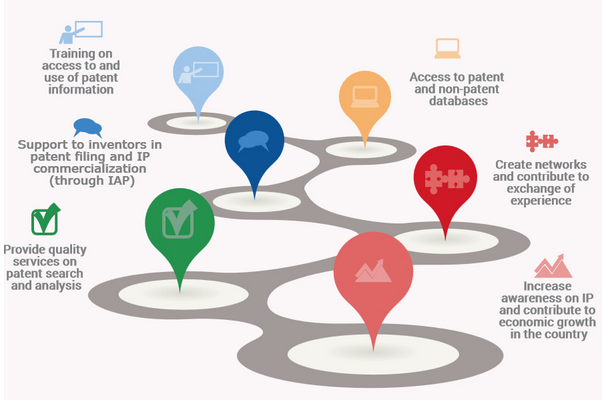 Training on
access to and
use of patent
information
Access to patent
and non-patent
databases
Support to inventors in
patent filing and IP
commercialization
(through IAP)
Create networks
and contribute to
exchange of
experience
Provide quality
services on
patent search
and analysis
Increase
awareness on IP
and contribute to
economic growth
in the country